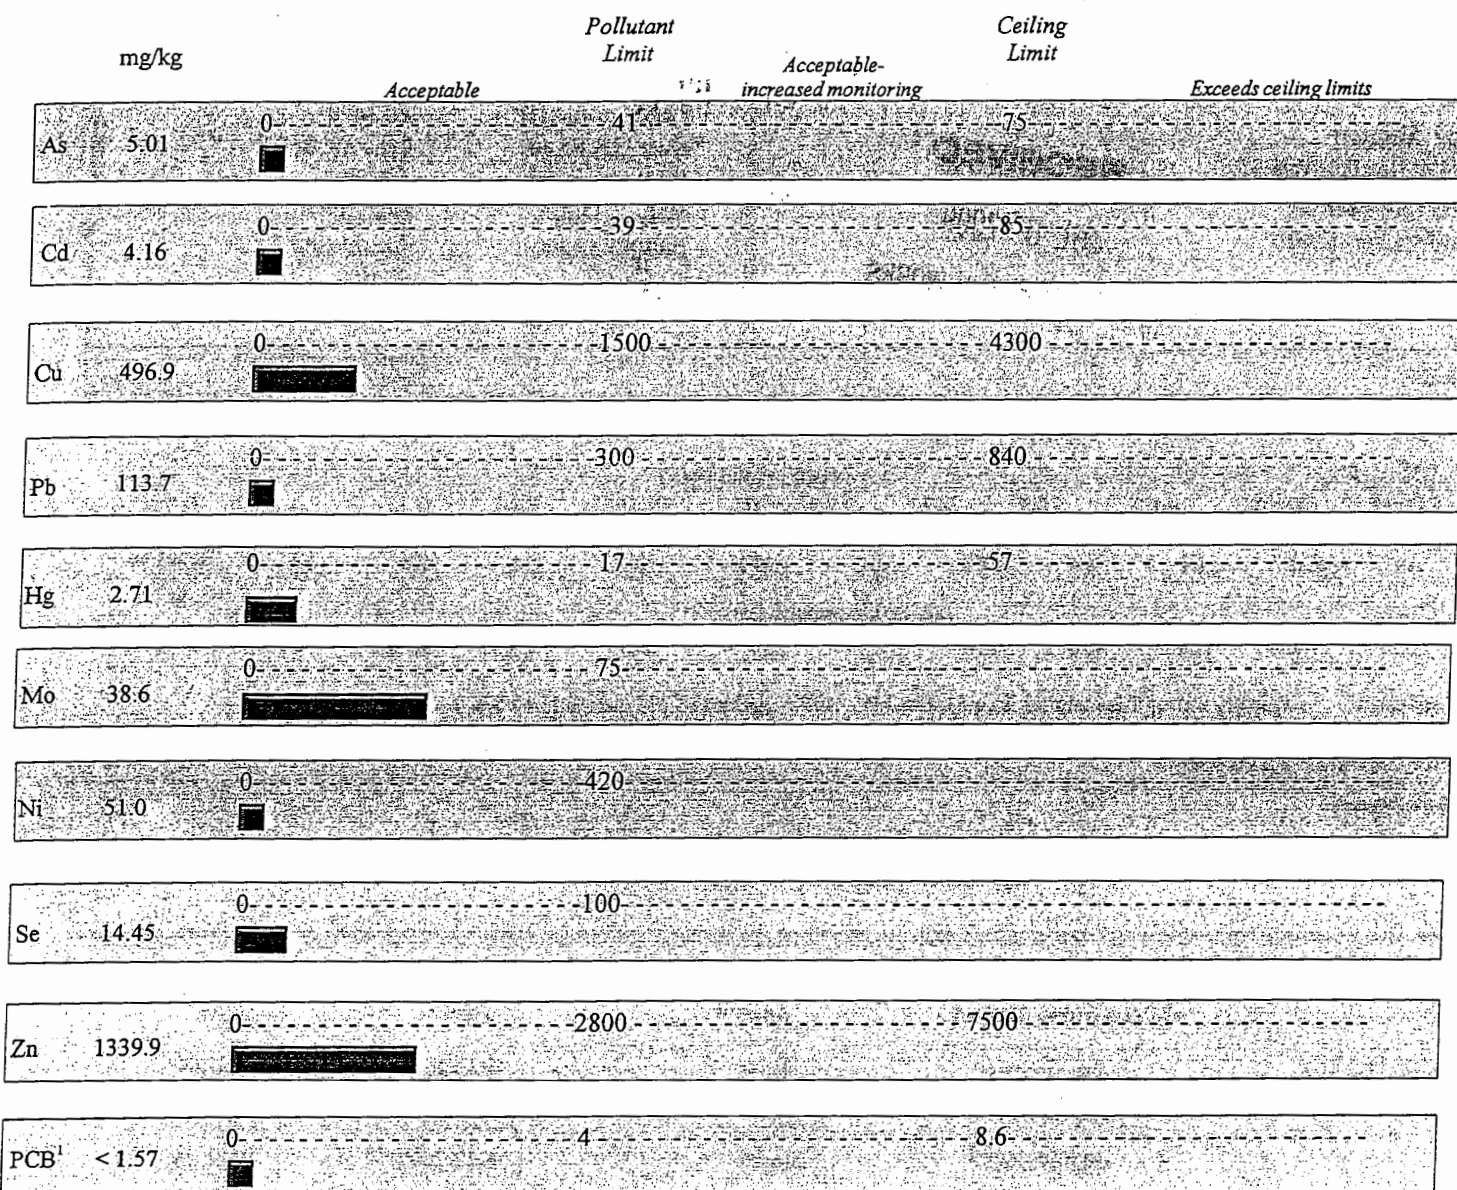 mg/kg
Pollutant
Limit
Ceiling
Limit
Acceptable
Acceptable-
increased monitoring
Exceeds ceiling limits
As 5.01 0 41 75
Cd 4.16 0 39 85
Cu 496.9 0 1500 4300
Pb 113.7 0 300 840
Hg 2.71 0 17 57
Mo 38.6 0 75
Ni 51.0 0 420
Se 14.45 0 100
Zn 1339.9 0 2800 7500
PCB¹ < 1.57 0 4 8.6